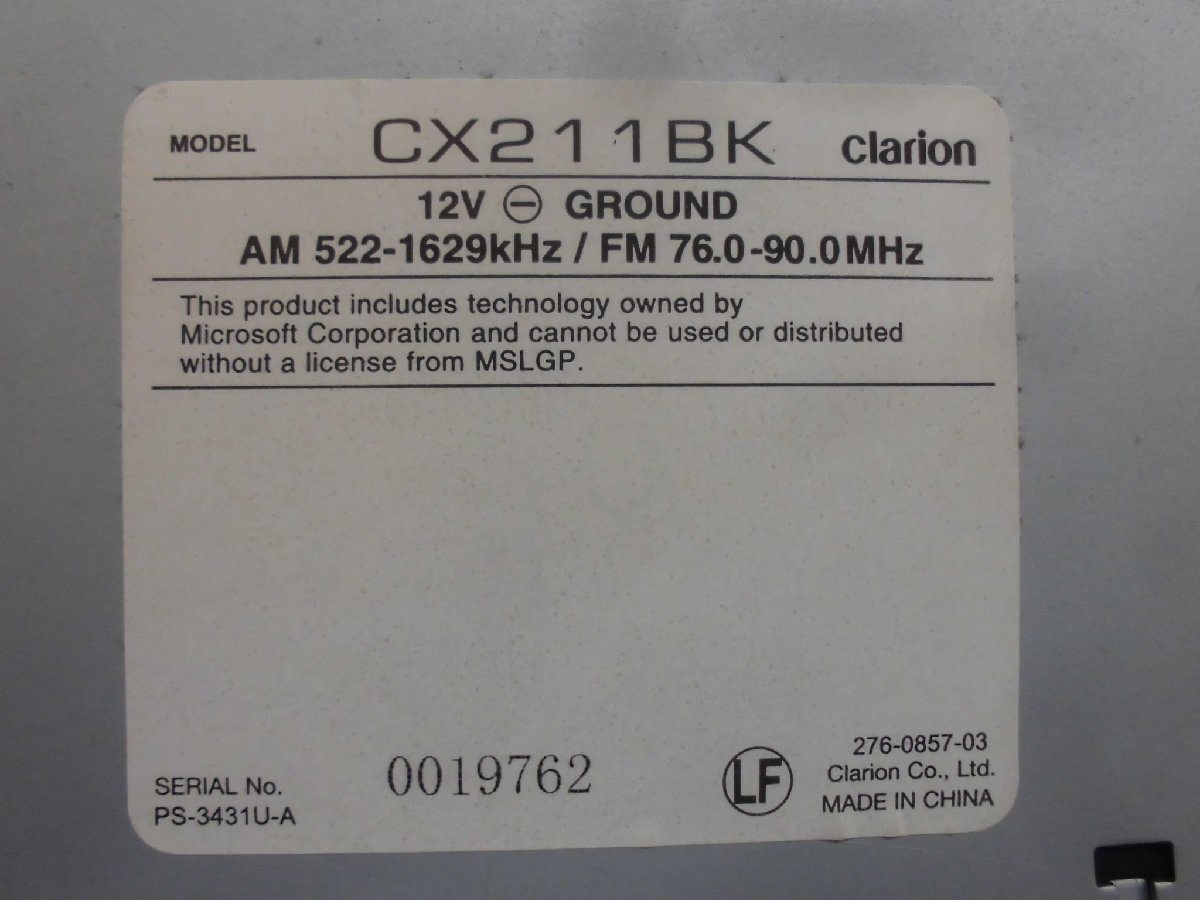 MODEL CX211BK clarion
12V ⊖ GROUND
AM 522-1629kHz / FM 76.0-90.0MHz
This product includes technology owned by
Microsoft Corporation and cannot be used or distributed
without a license from MSLGP.
SERIAL No. 0019762
PS-3431U-A
LF
276-0857-03
Clarion Co., Ltd.
MADE IN CHINA